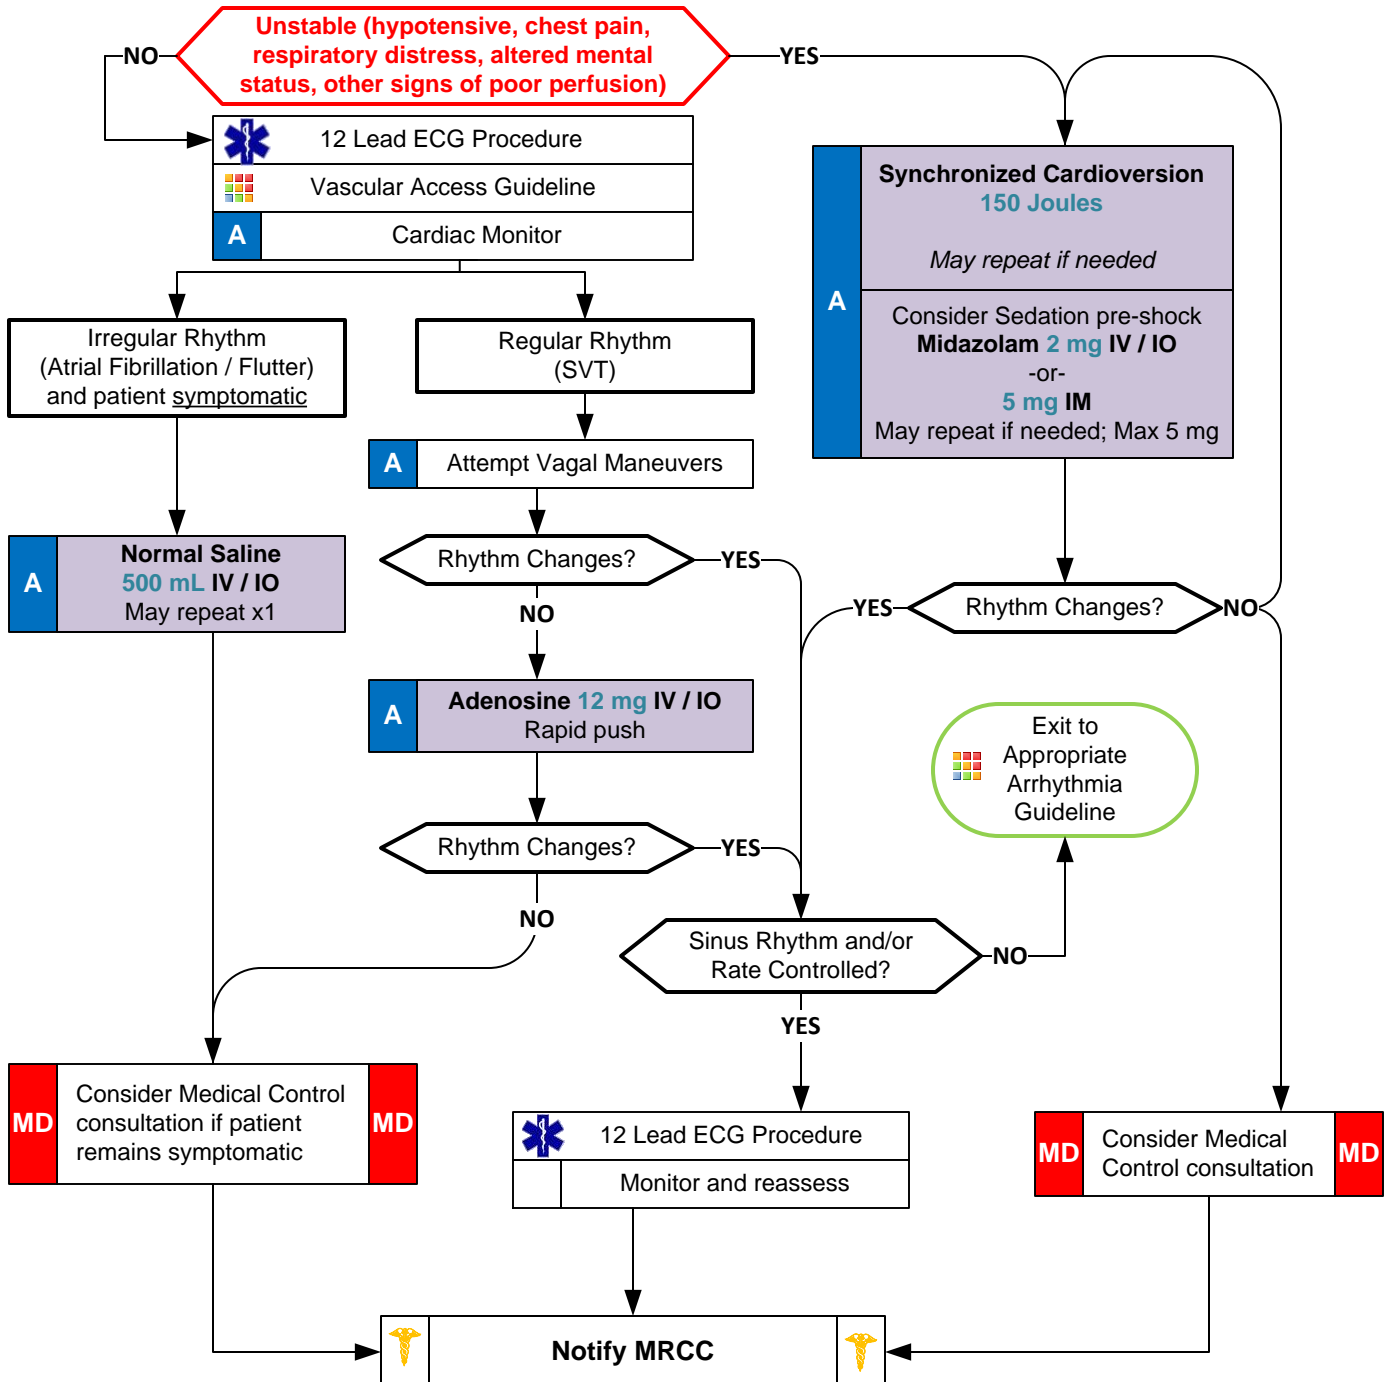 Unstable (hypotensive, chest pain,
respiratory distress, altered mental
status, other signs of poor perfusion)
NO
YES
12 Lead ECG Procedure
Vascular Access Guideline
A
Cardiac Monitor
Synchronized Cardioversion
150 Joules
May repeat if needed
A
Consider Sedation pre-shock
Midazolam 2 mg IV / IO
-or-
5 mg IM
May repeat if needed; Max 5 mg
Irregular Rhythm
(Atrial Fibrillation / Flutter)
and patient symptomatic
Regular Rhythm
(SVT)
A
Attempt Vagal Maneuvers
A
Normal Saline
500 mL IV / IO
May repeat x1
Rhythm Changes?
YES
NO
Rhythm Changes?
YES
NO
A
Adenosine 12 mg IV / IO
Rapid push
Exit to
Appropriate
Arrhythmia
Guideline
Rhythm Changes?
YES
NO
Sinus Rhythm and/or
Rate Controlled?
NO
YES
MD
Consider Medical Control
consultation if patient
remains symptomatic
MD
12 Lead ECG Procedure
Monitor and reassess
MD
Consider Medical
Control consultation
MD
Notify MRCC